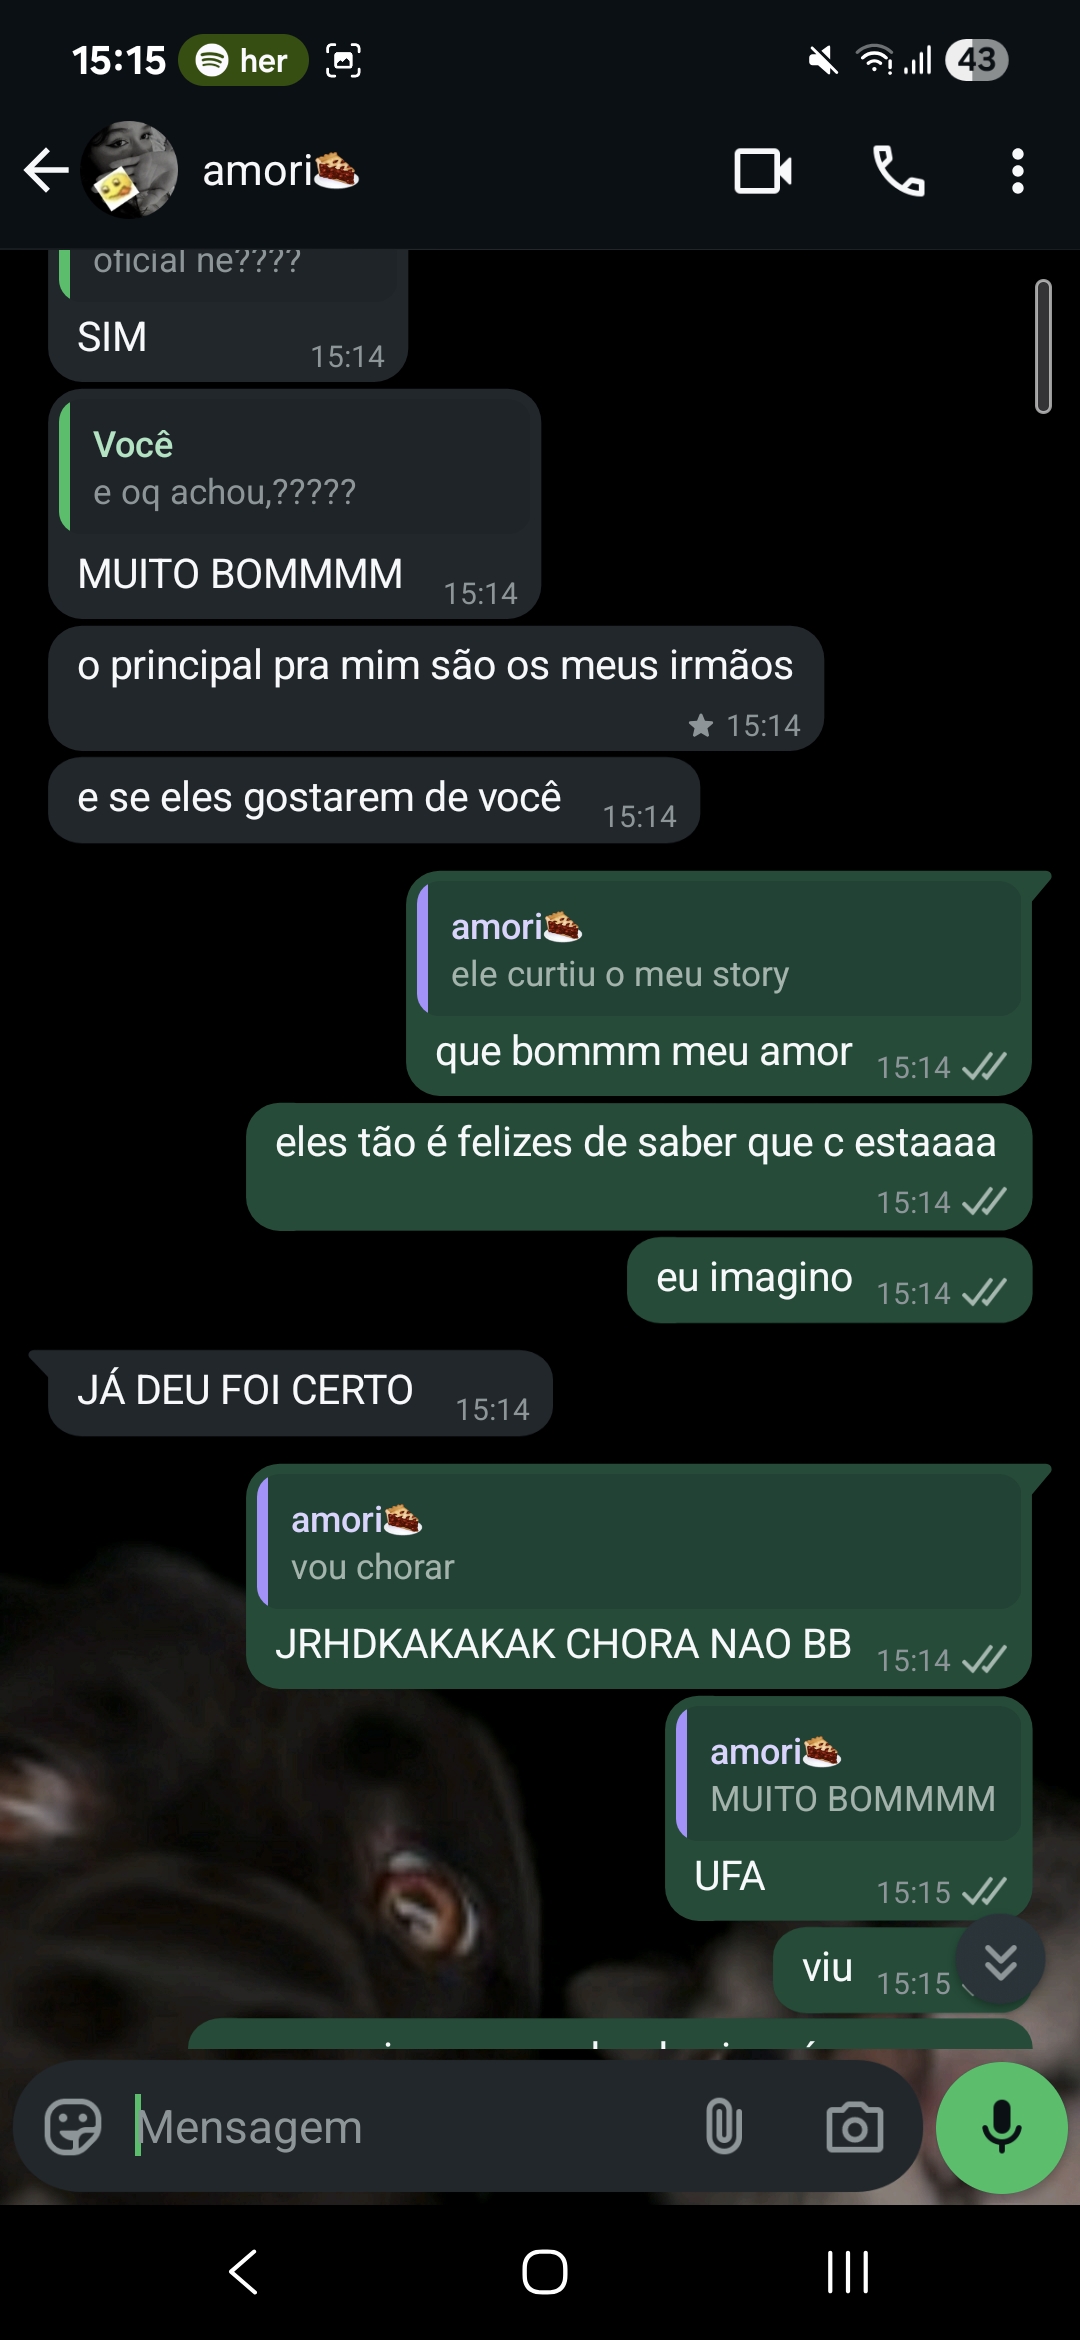 15:15 her 43
amori
oficial ne????
SIM 15:14
Você
e oq achou,?????
MUITO BOMMMM 15:14
o principal pra mim são os meus irmãos
15:14
e se eles gostarem de você 15:14
amori
ele curtiu o meu story
que bommm meu amor 15:14
eles tão é felizes de saber que c estaaaa
15:14
eu imagino 15:14
JÁ DEU FOI CERTO 15:14
amori
vou chorar
JRHDKAKAKAK CHORA NAO BB 15:14
amori
MUITO BOMMMM
UFA 15:15
viu 15:15
Mensagem